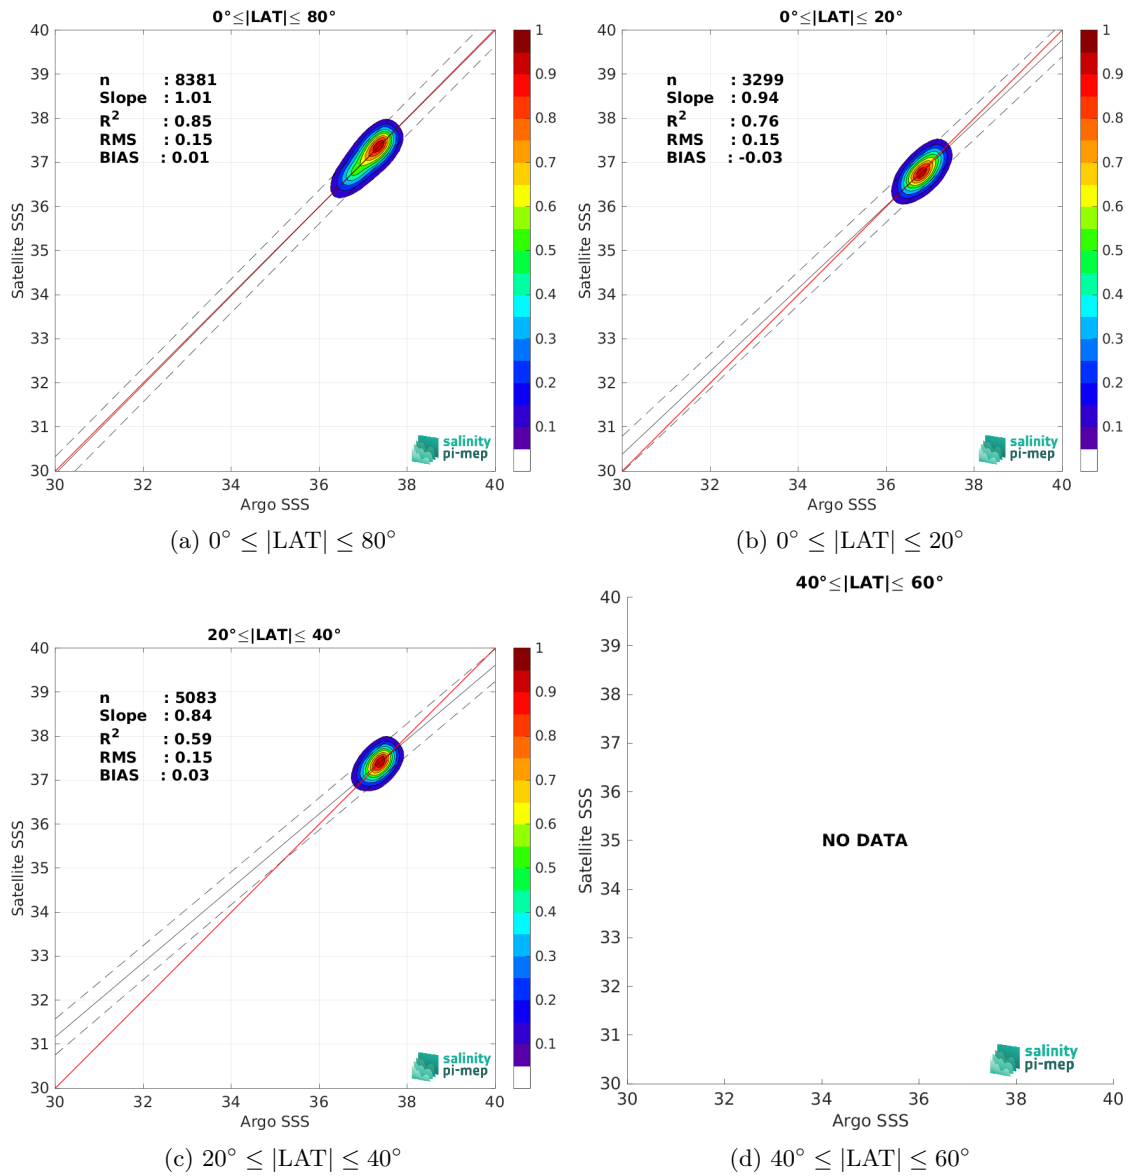 0°≤|LAT|≤ 80°
40
39
38
37
36
35
34
33
32
31
30
Satellite SSS
n : 8381
Slope : 1.01
R2 : 0.85
RMS : 0.15
BIAS : 0.01
salinity
pi-mep
30 32 34 36 38 40
Argo SSS
1
0.9
0.8
0.7
0.6
0.5
0.4
0.3
0.2
0.1
(a) 0° ≤ |LAT| ≤ 80°
0°≤|LAT|≤ 20°
40
39
38
37
36
35
34
33
32
31
30
Satellite SSS
n : 3299
Slope : 0.94
R2 : 0.76
RMS : 0.15
BIAS : -0.03
salinity
pi-mep
30 32 34 36 38 40
Argo SSS
1
0.9
0.8
0.7
0.6
0.5
0.4
0.3
0.2
0.1
(b) 0° ≤ |LAT| ≤ 20°
20°≤|LAT|≤ 40°
40
39
38
37
36
35
34
33
32
31
30
Satellite SSS
n : 5083
Slope : 0.84
R2 : 0.59
RMS : 0.15
BIAS : 0.03
salinity
pi-mep
30 32 34 36 38 40
Argo SSS
1
0.9
0.8
0.7
0.6
0.5
0.4
0.3
0.2
0.1
(c) 20° ≤ |LAT| ≤ 40°
40°≤|LAT|≤ 60°
40
39
38
37
36
35
34
33
32
31
30
Satellite SSS
NO DATA
salinity
pi-mep
30 32 34 36 38 40
Argo SSS
(d) 40° ≤ |LAT| ≤ 60°